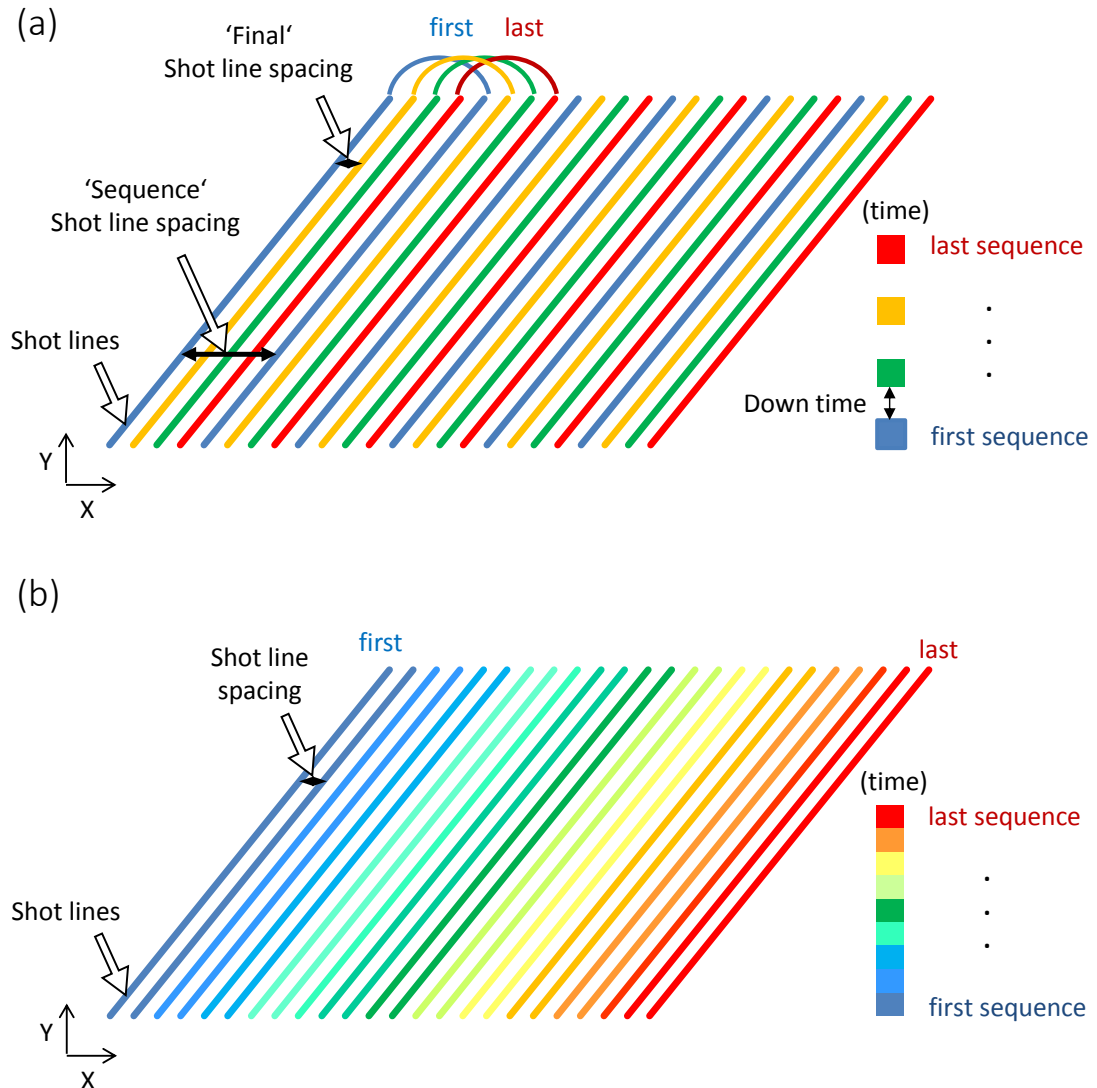 (a)
‘Final‘
Shot line spacing
first
last
‘Sequence‘
Shot line spacing
Shot lines
Y
X
(time)
last sequence
.
.
.
Down time
first sequence
(b)
first
last
Shot line
spacing
Shot lines
Y
X
(time)
last sequence
.
.
.
first sequence